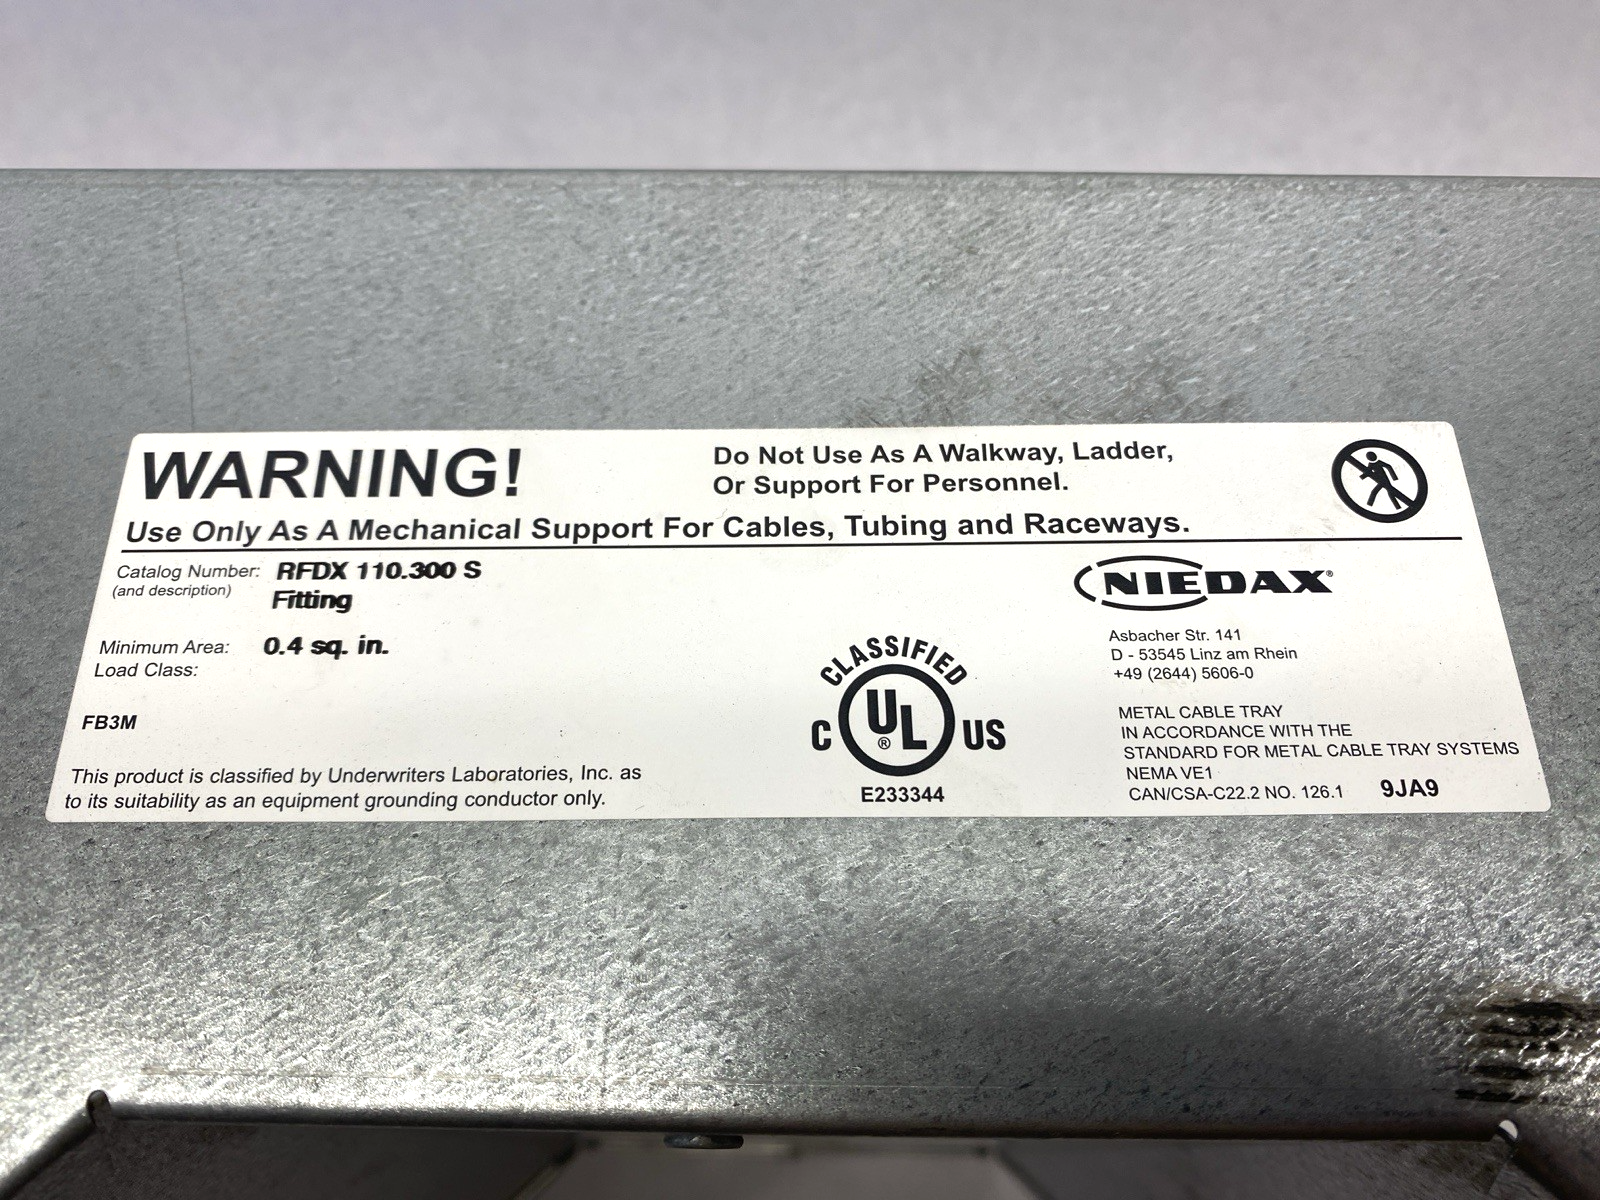 WARNING!
Do Not Use As A Walkway, Ladder,
Or Support For Personnel.
Use Only As A Mechanical Support For Cables, Tubing and Raceways.
Catalog Number: RFDX 110.300 S
(and description) Fitting
Minimum Area: 0.4 sq. in.
Load Class:
FB3M
This product is classified by Underwriters Laboratories, Inc. as
to its suitability as an equipment grounding conductor only.
CLASSIFIED
C UL® US
E233344
NIEDAX®
Asbacher Str. 141
D - 53545 Linz am Rhein
+49 (2644) 5606-0
METAL CABLE TRAY
IN ACCORDANCE WITH THE
STANDARD FOR METAL CABLE TRAY SYSTEMS
NEMA VE1
CAN/CSA-C22.2 NO. 126.1 9JA9